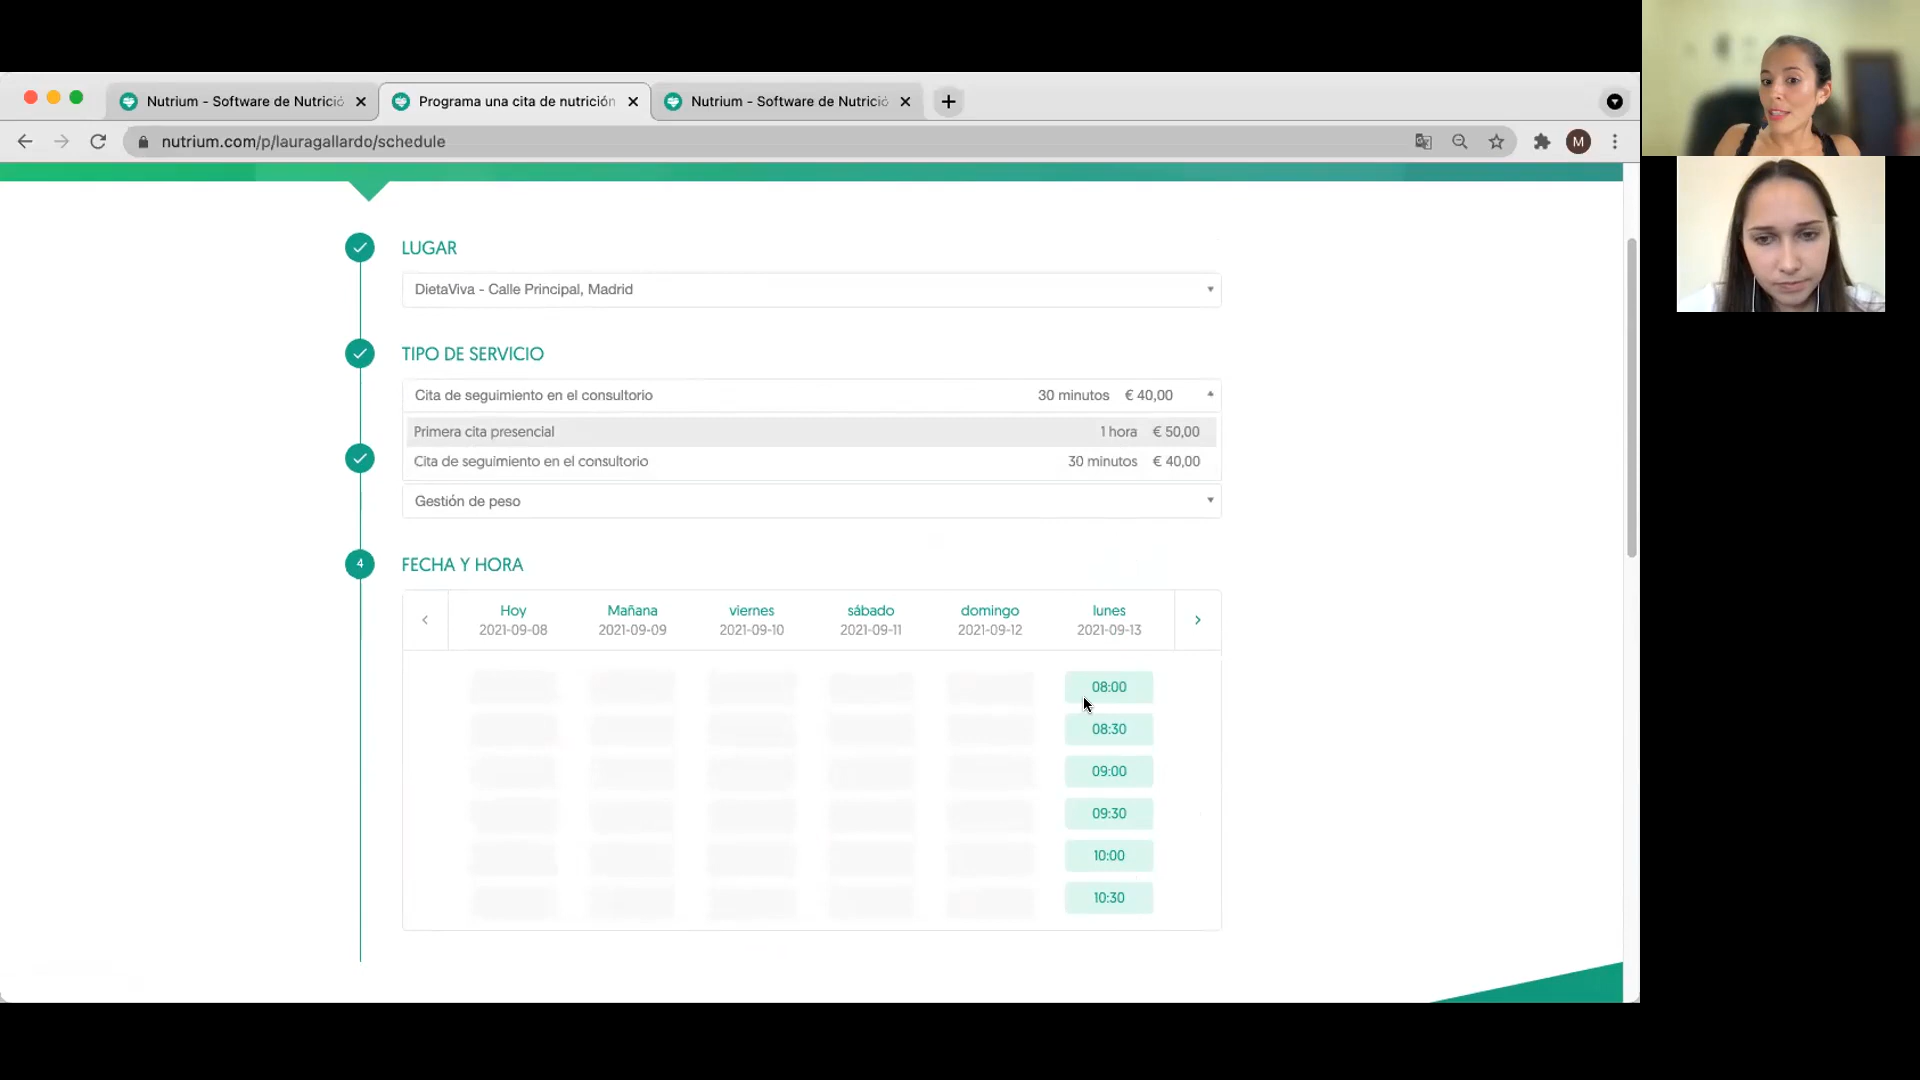 Nutrium - Software de Nutrició
Programa una cita de nutrición
Nutrium - Software de Nutrició
nutrium.com/p/lauragallardo/schedule
M
LUGAR
DietaViva - Calle Principal, Madrid
TIPO DE SERVICIO
Cita de seguimiento en el consultorio 30 minutos € 40,00
Primera cita presencial 1 hora € 50,00
Cita de seguimiento en el consultorio 30 minutos € 40,00
Gestión de peso
4 FECHA Y HORA
Hoy Mañana viernes sábado domingo lunes
2021-09-08 2021-09-09 2021-09-10 2021-09-11 2021-09-12 2021-09-13
08:00
08:30
09:00
09:30
10:00
10:30